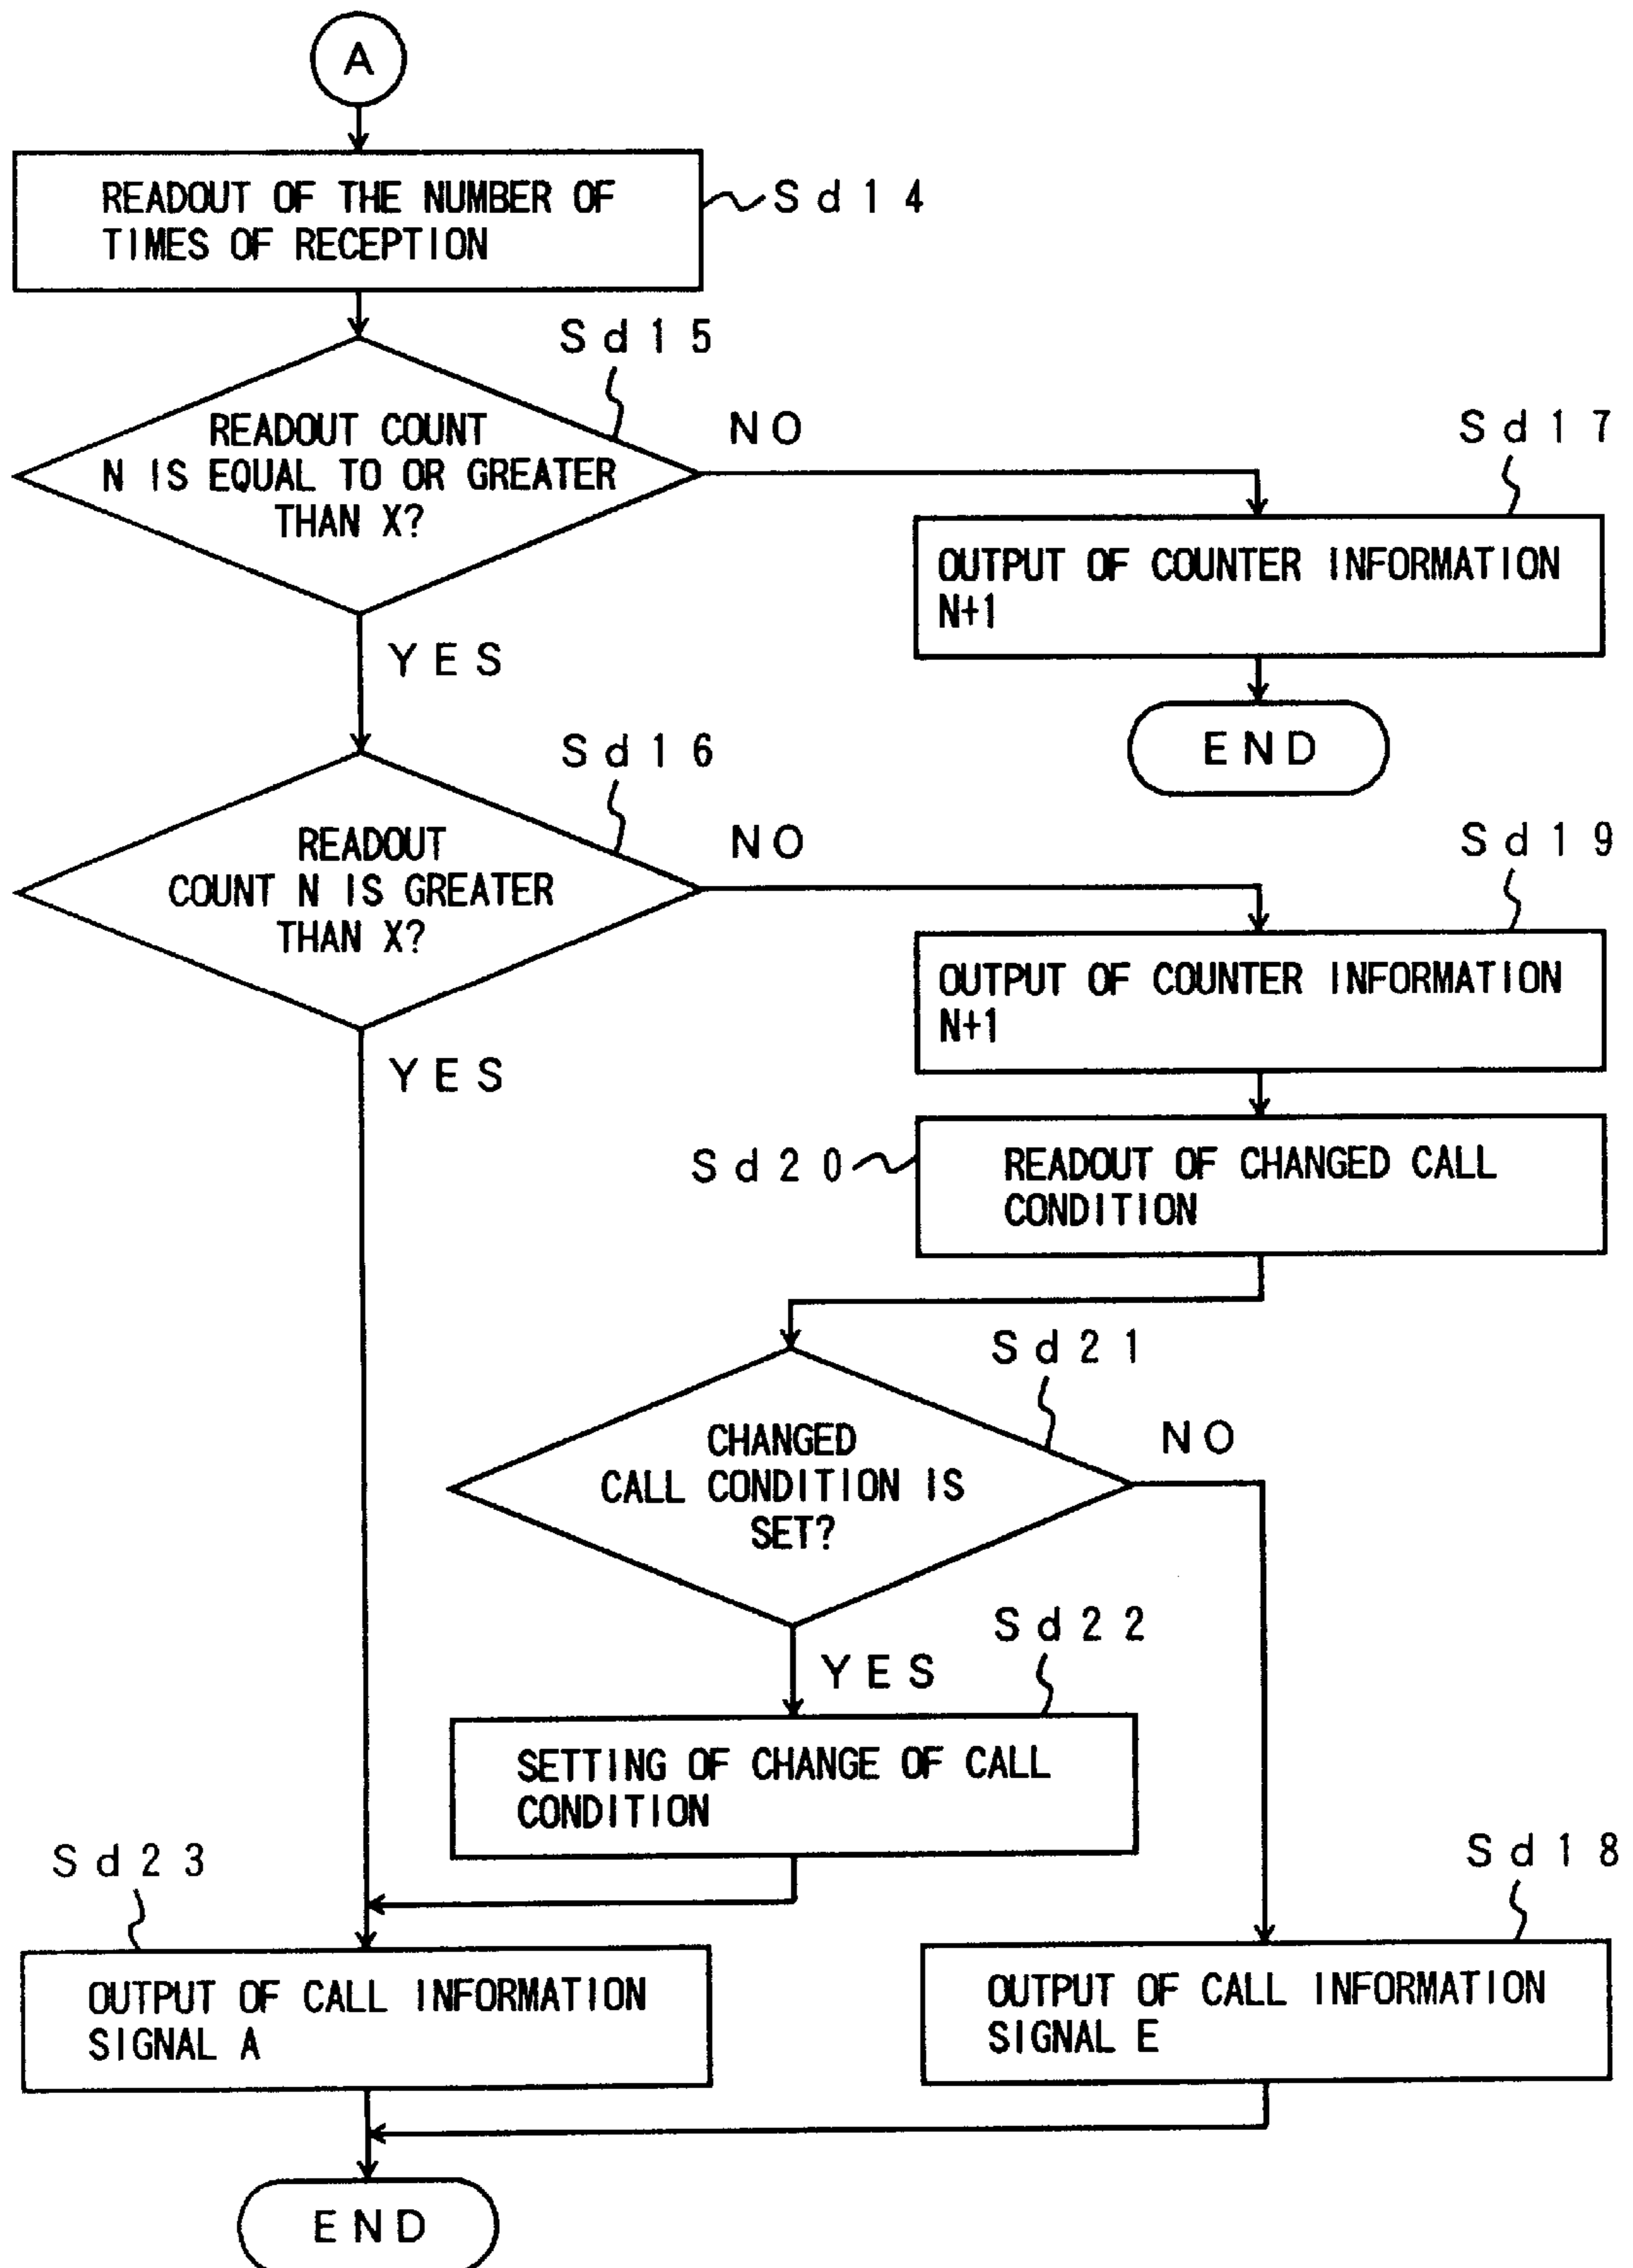 A
READOUT OF THE NUMBER OF
TIMES OF RECEPTION
Sd14
Sd15
READOUT COUNT
N IS EQUAL TO OR GREATER
THAN X?
NO
YES
Sd17
OUTPUT OF COUNTER INFORMATION
N+1
END
Sd16
READOUT
COUNT N IS GREATER
THAN X?
NO
YES
Sd19
OUTPUT OF COUNTER INFORMATION
N+1
Sd20
READOUT OF CHANGED CALL
CONDITION
Sd21
CHANGED
CALL CONDITION IS
SET?
NO
YES
Sd22
SETTING OF CHANGE OF CALL
CONDITION
Sd23
OUTPUT OF CALL INFORMATION
SIGNAL A
Sd18
OUTPUT OF CALL INFORMATION
SIGNAL E
END